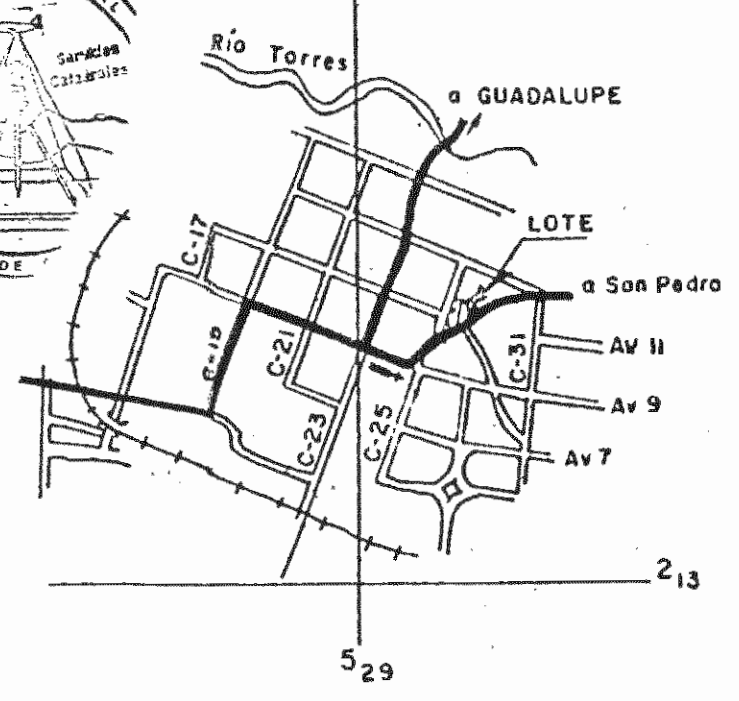 Río Torres
a GUADALUPE
LOTE
a San Pedro
C-17
C-21
C-23
C-25
C-31
AV 11
AV 9
AV 7
DE
213
529